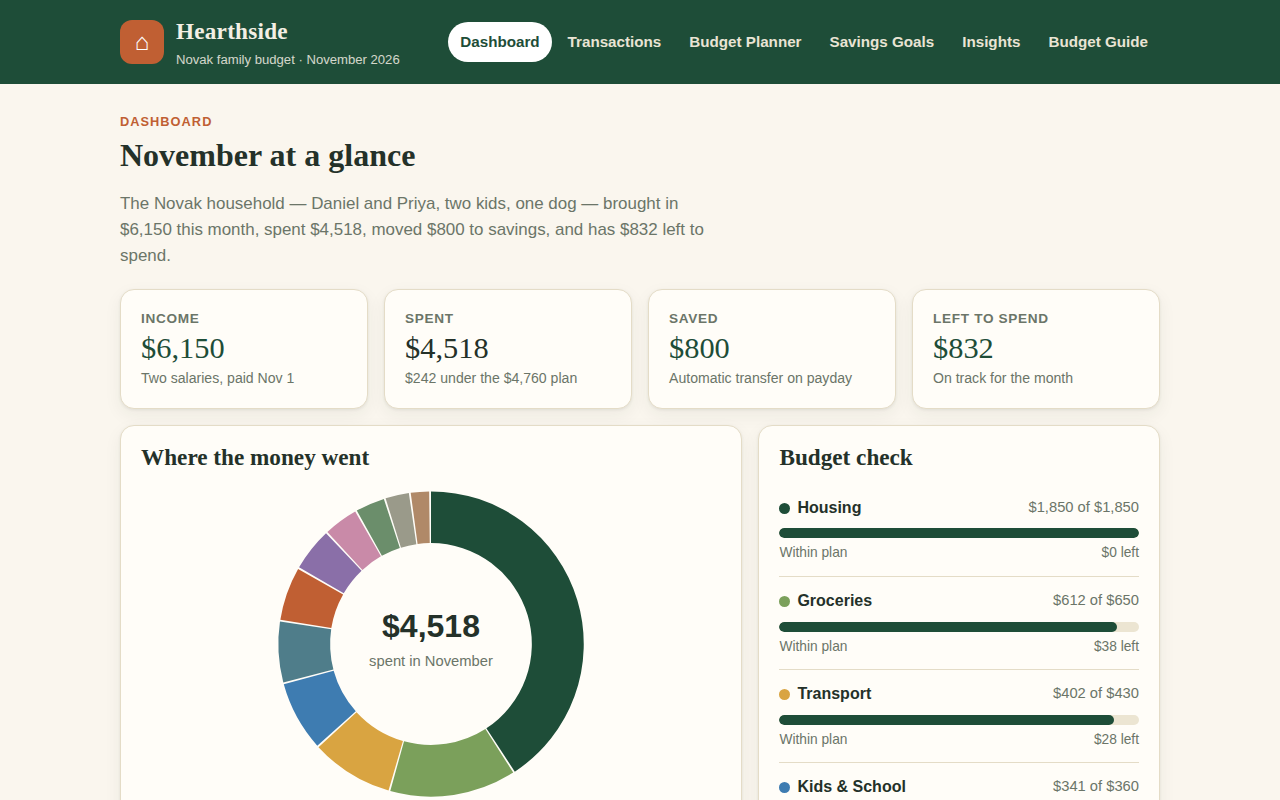 Hearthside
Novak family budget · November 2026
Dashboard
Transactions
Budget Planner
Savings Goals
Insights
Budget Guide
DASHBOARD
November at a glance
The Novak household — Daniel and Priya, two kids, one dog — brought in
$6,150 this month, spent $4,518, moved $800 to savings, and has $832 left to
spend.
INCOME
$6,150
Two salaries, paid Nov 1
SPENT
$4,518
$242 under the $4,760 plan
SAVED
$800
Automatic transfer on payday
LEFT TO SPEND
$832
On track for the month
Where the money went
$4,518
spent in November
Budget check
Housing $1,850 of $1,850
Within plan $0 left
Groceries $612 of $650
Within plan $38 left
Transport $402 of $430
Within plan $28 left
Kids & School $341 of $360